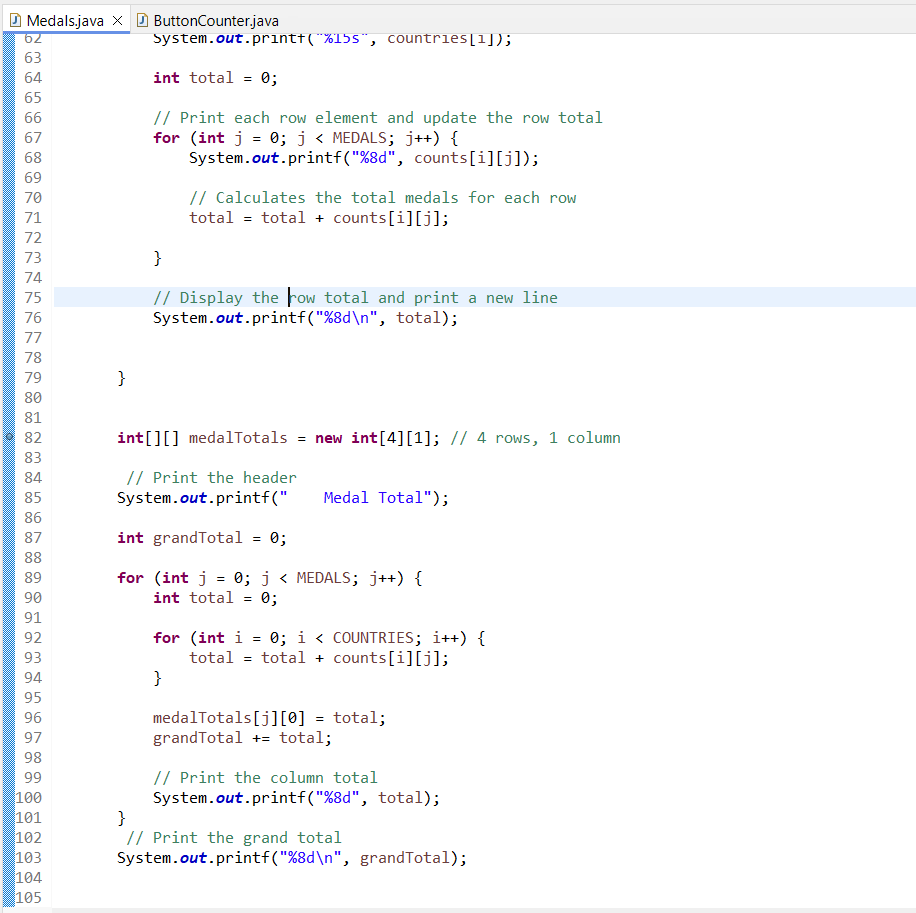 Medals.java
ButtonCounter.java
62 System.out.printf("%15s", countries[i]);
63
64 int total = 0;
65
66 // Print each row element and update the row total
67 for (int j = 0; j < MEDALS; j++) {
68 System.out.printf("%8d", counts[i][j]);
69
70 // Calculates the total medals for each row
71 total = total + counts[i][j];
72
73 }
74
75 // Display the row total and print a new line
76 System.out.printf("%8d\n", total);
77
78
79 }
80
81
82 int[][] medalTotals = new int[4][1]; // 4 rows, 1 column
83
84 // Print the header
85 System.out.printf("    Medal Total");
86
87 int grandTotal = 0;
88
89 for (int j = 0; j < MEDALS; j++) {
90 int total = 0;
91
92 for (int i = 0; i < COUNTRIES; i++) {
93 total = total + counts[i][j];
94 }
95
96 medalTotals[j][0] = total;
97 grandTotal += total;
98
99 // Print the column total
100 System.out.printf("%8d", total);
101 }
102 // Print the grand total
103 System.out.printf("%8d\n", grandTotal);
104
105